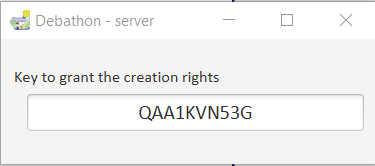 Debathon - server
Key to grant the creation rights
QAA1KVN53G